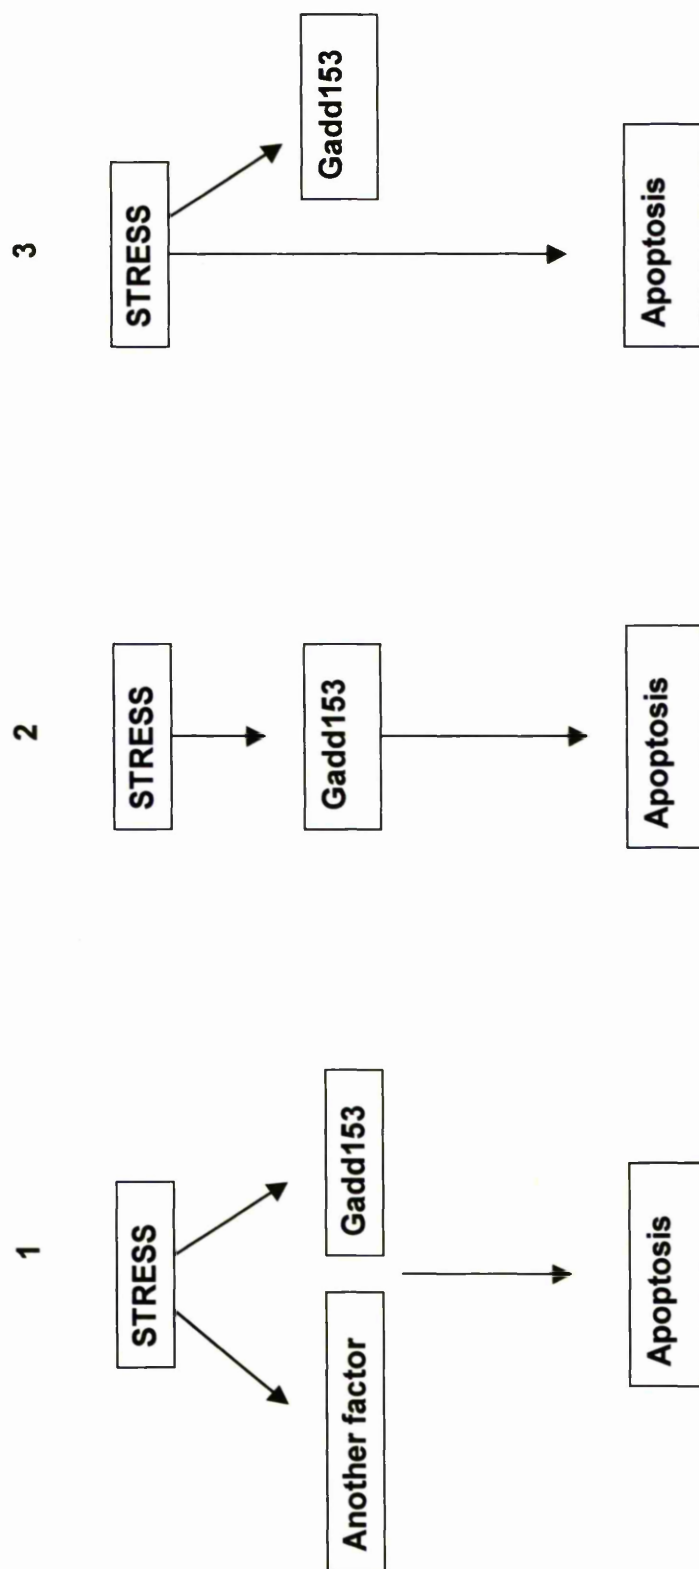 1
STRESS
Another factor
Gadd153
Apoptosis
2
STRESS
Gadd153
Apoptosis
3
STRESS
Gadd153
Apoptosis